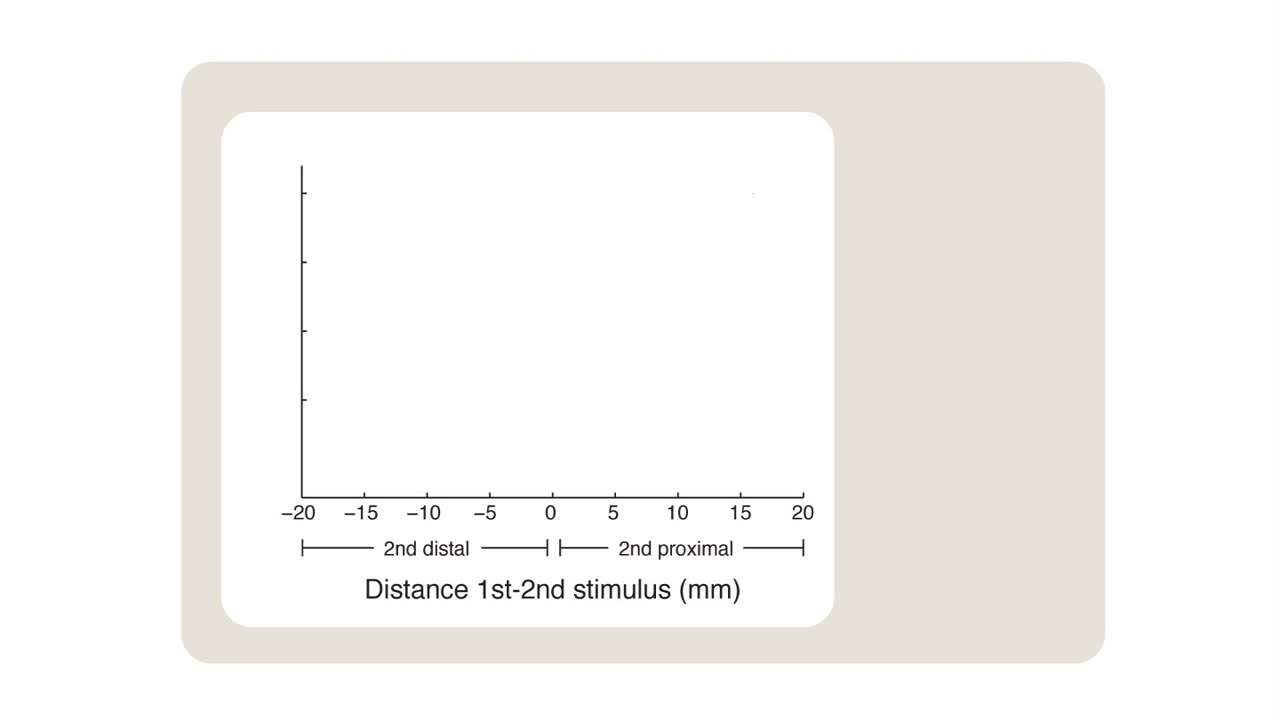 −20 −15 −10 −5 0 5 10 15 20
2nd distal 2nd proximal
Distance 1st-2nd stimulus (mm)